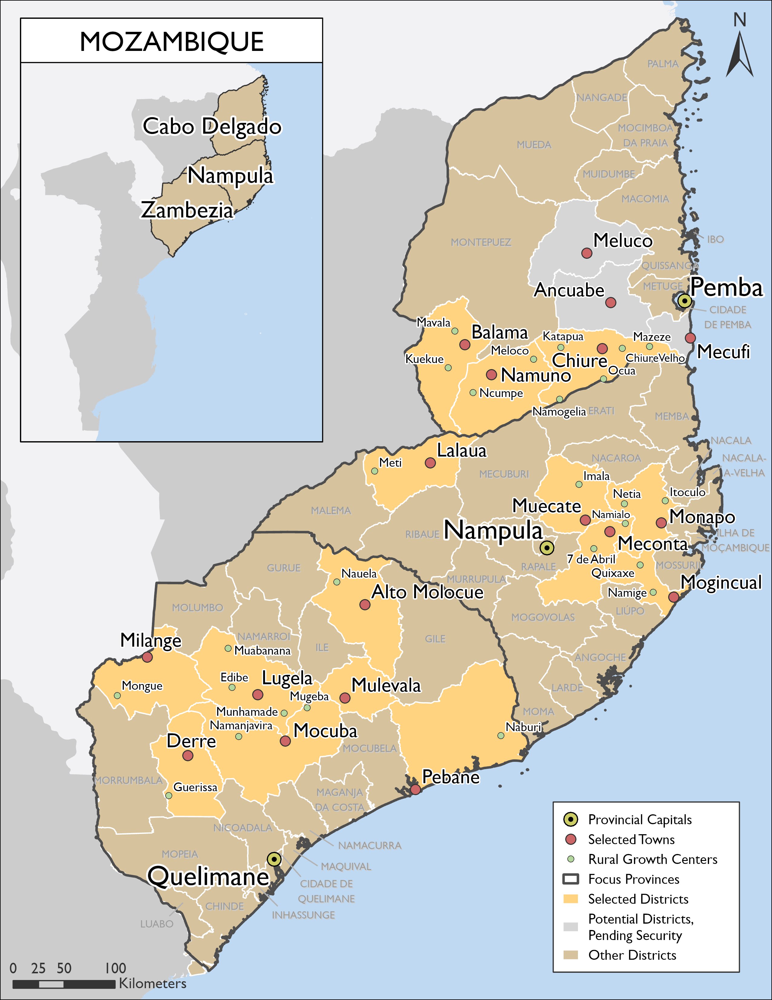 MOZAMBIQUE
Cabo Delgado
Nampula
Zambezia
N
PALMA
NANGADE
MOCIMBOA
DA PRAIA
MUEDA
MUIDUMBE
MACOMIA
MONTEPUEZ
Meluco
IBO
QUISSANGA
METUGE
Pemba
Ancuabe
CIDADE
DE PEMBA
Mavala
Balama
Katapua
Mazeze
Mecufi
Meloco
Kuekue
Chiure
Chiure Velho
Ocua
Namuno
Ncumpe
Namogelia
ERATI
MEMBA
NACALA
Lalaua
Meti
NACAROA
NACALA-
A-VELHA
MECUBURI
Imala
Netia
Itoculo
MALEMA
Muecate
Namialo
Monapo
RIBAUE
Nampula
ILHA DE
MOÇAMBIQUE
Meconta
7 de Abril
RAPALE
MOSSURIL
GURUE
Nauela
Quixaxe
MURRUPULA
Mogincual
Alto Molocue
Namige
MOLUMBO
LIÚPO
MOGOVOLAS
Milange
NAMARROI
GILE
ILE
Muabanana
ANGOCHE
Edibe
Lugela
Mongue
Mulevala
LARDE
Mugeba
Munhamade
MOMA
Namanjavira
Naburi
Mocuba
Derre
MOCUBELA
MORRUMBALA
Pebane
Guerissa
MAGANJA
DA COSTA
NICOADALA
NAMACURRA
MOPEIA
MAQUIVAL
Quelimane
CIDADE DE
QUELIMANE
CHINDE
INHASSUNGE
LUABO
Provincial Capitals
Selected Towns
Rural Growth Centers
Focus Provinces
Selected Districts
Potential Districts,
Pending Security
Other Districts
0 25 50 100
Kilometers